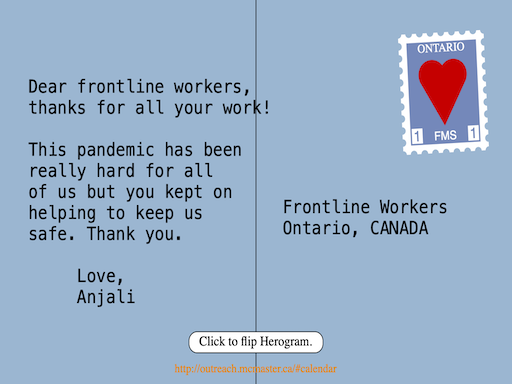 Dear frontline workers,
thanks for all your work!
This pandemic has been
really hard for all
of us but you kept on
helping to keep us
safe. Thank you.
Love,
Anjali
ONTARIO
1 FMS 1
Frontline Workers
Ontario, CANADA
Click to flip Herogram.
http://outreach.mcmaster.ca/#calendar